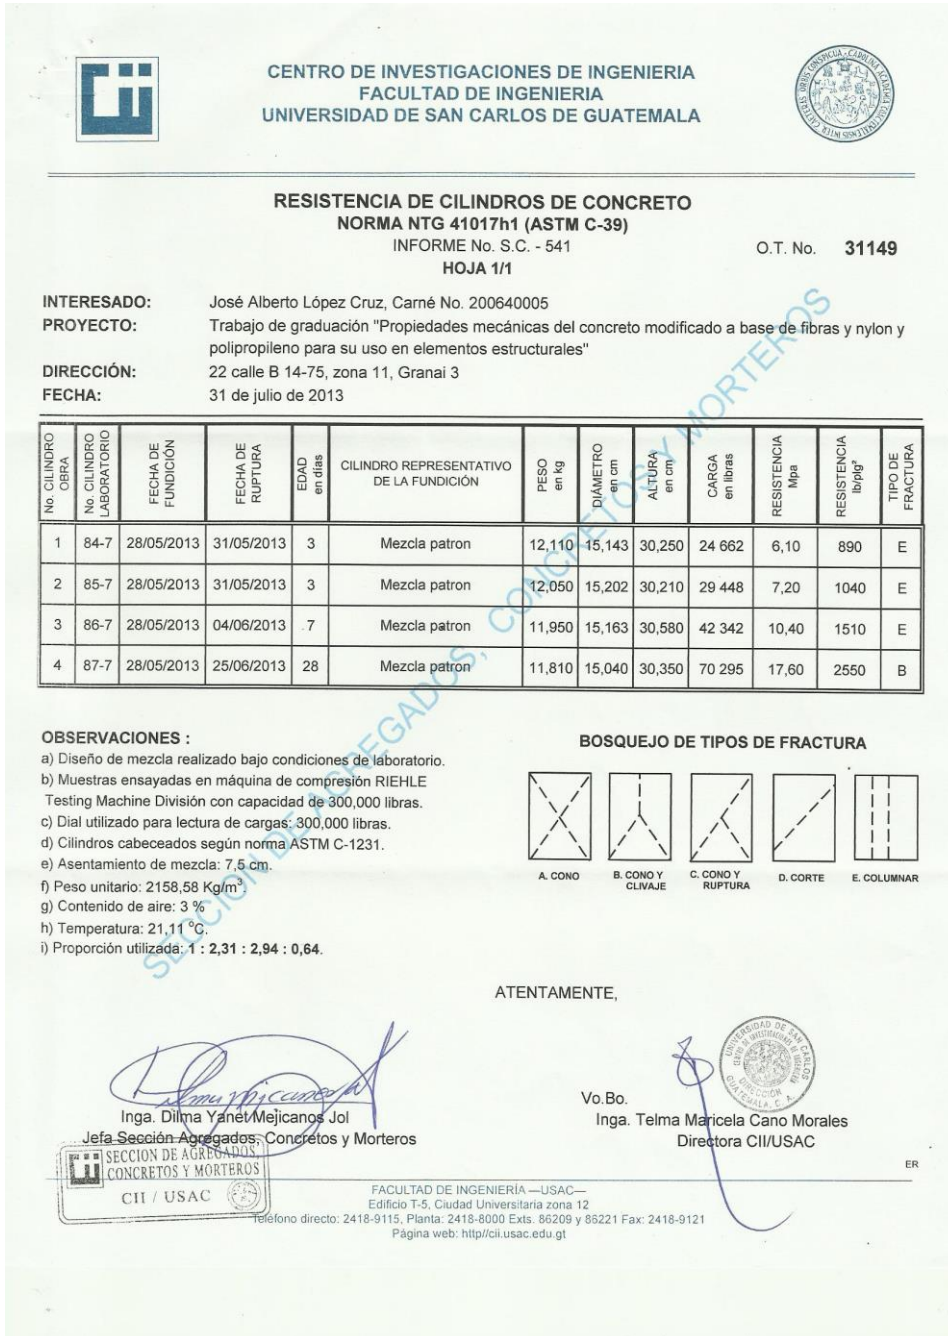 CENTRO DE INVESTIGACIONES DE INGENIERIA
FACULTAD DE INGENIERIA
UNIVERSIDAD DE SAN CARLOS DE GUATEMALA
RESISTENCIA DE CILINDROS DE CONCRETO
NORMA NTG 41017h1 (ASTM C-39)
INFORME No. S.C. - 541
O.T. No. 31149
HOJA 1/1
INTERESADO: José Alberto López Cruz, Carné No. 200640005
PROYECTO: Trabajo de graduación "Propiedades mecánicas del concreto modificado a base de fibras y nylon y
polipropileno para su uso en elementos estructurales"
DIRECCIÓN: 22 calle B 14-75, zona 11, Granai 3
FECHA: 31 de julio de 2013
No. CILINDRO OBRA No. CILINDRO LABORATORIO FECHA DE FUNDICIÓN FECHA DE RUPTURA EDAD en días CILINDRO REPRESENTATIVO DE LA FUNDICIÓN PESO en kg DIÁMETRO en cm ALTURA en cm CARGA en libras RESISTENCIA Mpa RESISTENCIA lb/plg² TIPO DE FRACTURA
1 84-7 28/05/2013 31/05/2013 3 Mezcla patron 12,110 15,143 30,250 24 662 6,10 890 E
2 85-7 28/05/2013 31/05/2013 3 Mezcla patron 12,050 15,202 30,210 29 448 7,20 1040 E
3 86-7 28/05/2013 04/06/2013 7 Mezcla patron 11,950 15,163 30,580 42 342 10,40 1510 E
4 87-7 28/05/2013 25/06/2013 28 Mezcla patron 11,810 15,040 30,350 70 295 17,60 2550 B
SECCION DE AGREGADOS, CONCRETOS Y MORTEROS
OBSERVACIONES :
a) Diseño de mezcla realizado bajo condiciones de laboratorio.
b) Muestras ensayadas en máquina de compresión RIEHLE
Testing Machine División con capacidad de 300,000 libras.
c) Dial utilizado para lectura de cargas: 300,000 libras.
d) Cilindros cabeceados según norma ASTM C-1231.
e) Asentamiento de mezcla: 7,5 cm.
f) Peso unitario: 2158,58 Kg/m³.
g) Contenido de aire: 3 %
h) Temperatura: 21,11 °C.
i) Proporción utilizada: 1 : 2,31 : 2,94 : 0,64.
BOSQUEJO DE TIPOS DE FRACTURA
A. CONO
B. CONO Y CLIVAJE
C. CONO Y RUPTURA
D. CORTE
E. COLUMNAR
ATENTAMENTE,
Inga. Dilma Yanet Mejicanos Jol
Jefa Sección Agregados, Concretos y Morteros
SECCION DE AGREGADOS,
CONCRETOS Y MORTEROS
CII / USAC
Vo.Bo.
Inga. Telma Maricela Cano Morales
Directora CII/USAC
ER
FACULTAD DE INGENIERÍA —USAC—
Edificio T-5, Ciudad Universitaria zona 12
Teléfono directo: 2418-9115, Planta: 2418-8000 Exts. 86209 y 86221 Fax: 2418-9121
Página web: http//cii.usac.edu.gt